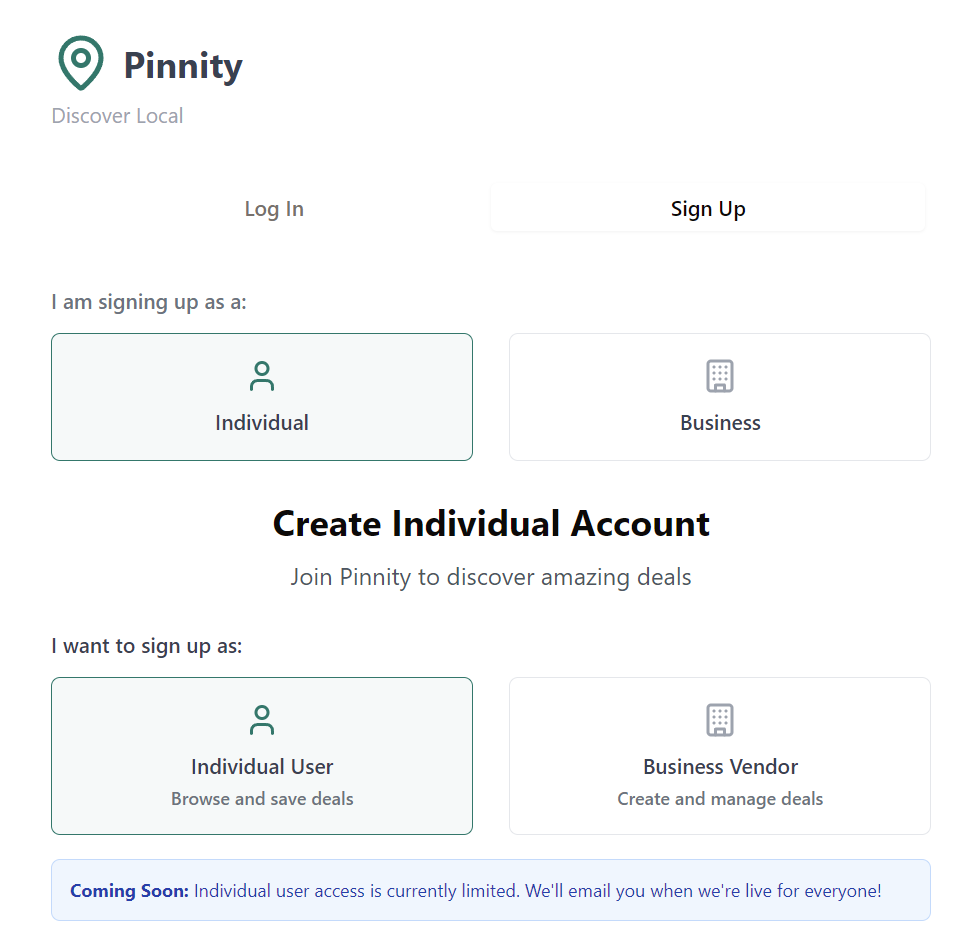 Pinnity
Discover Local
Log In
Sign Up
I am signing up as a:
Individual
Business
Create Individual Account
Join Pinnity to discover amazing deals
I want to sign up as:
Individual User
Browse and save deals
Business Vendor
Create and manage deals
Coming Soon: Individual user access is currently limited. We'll email you when we're live for everyone!